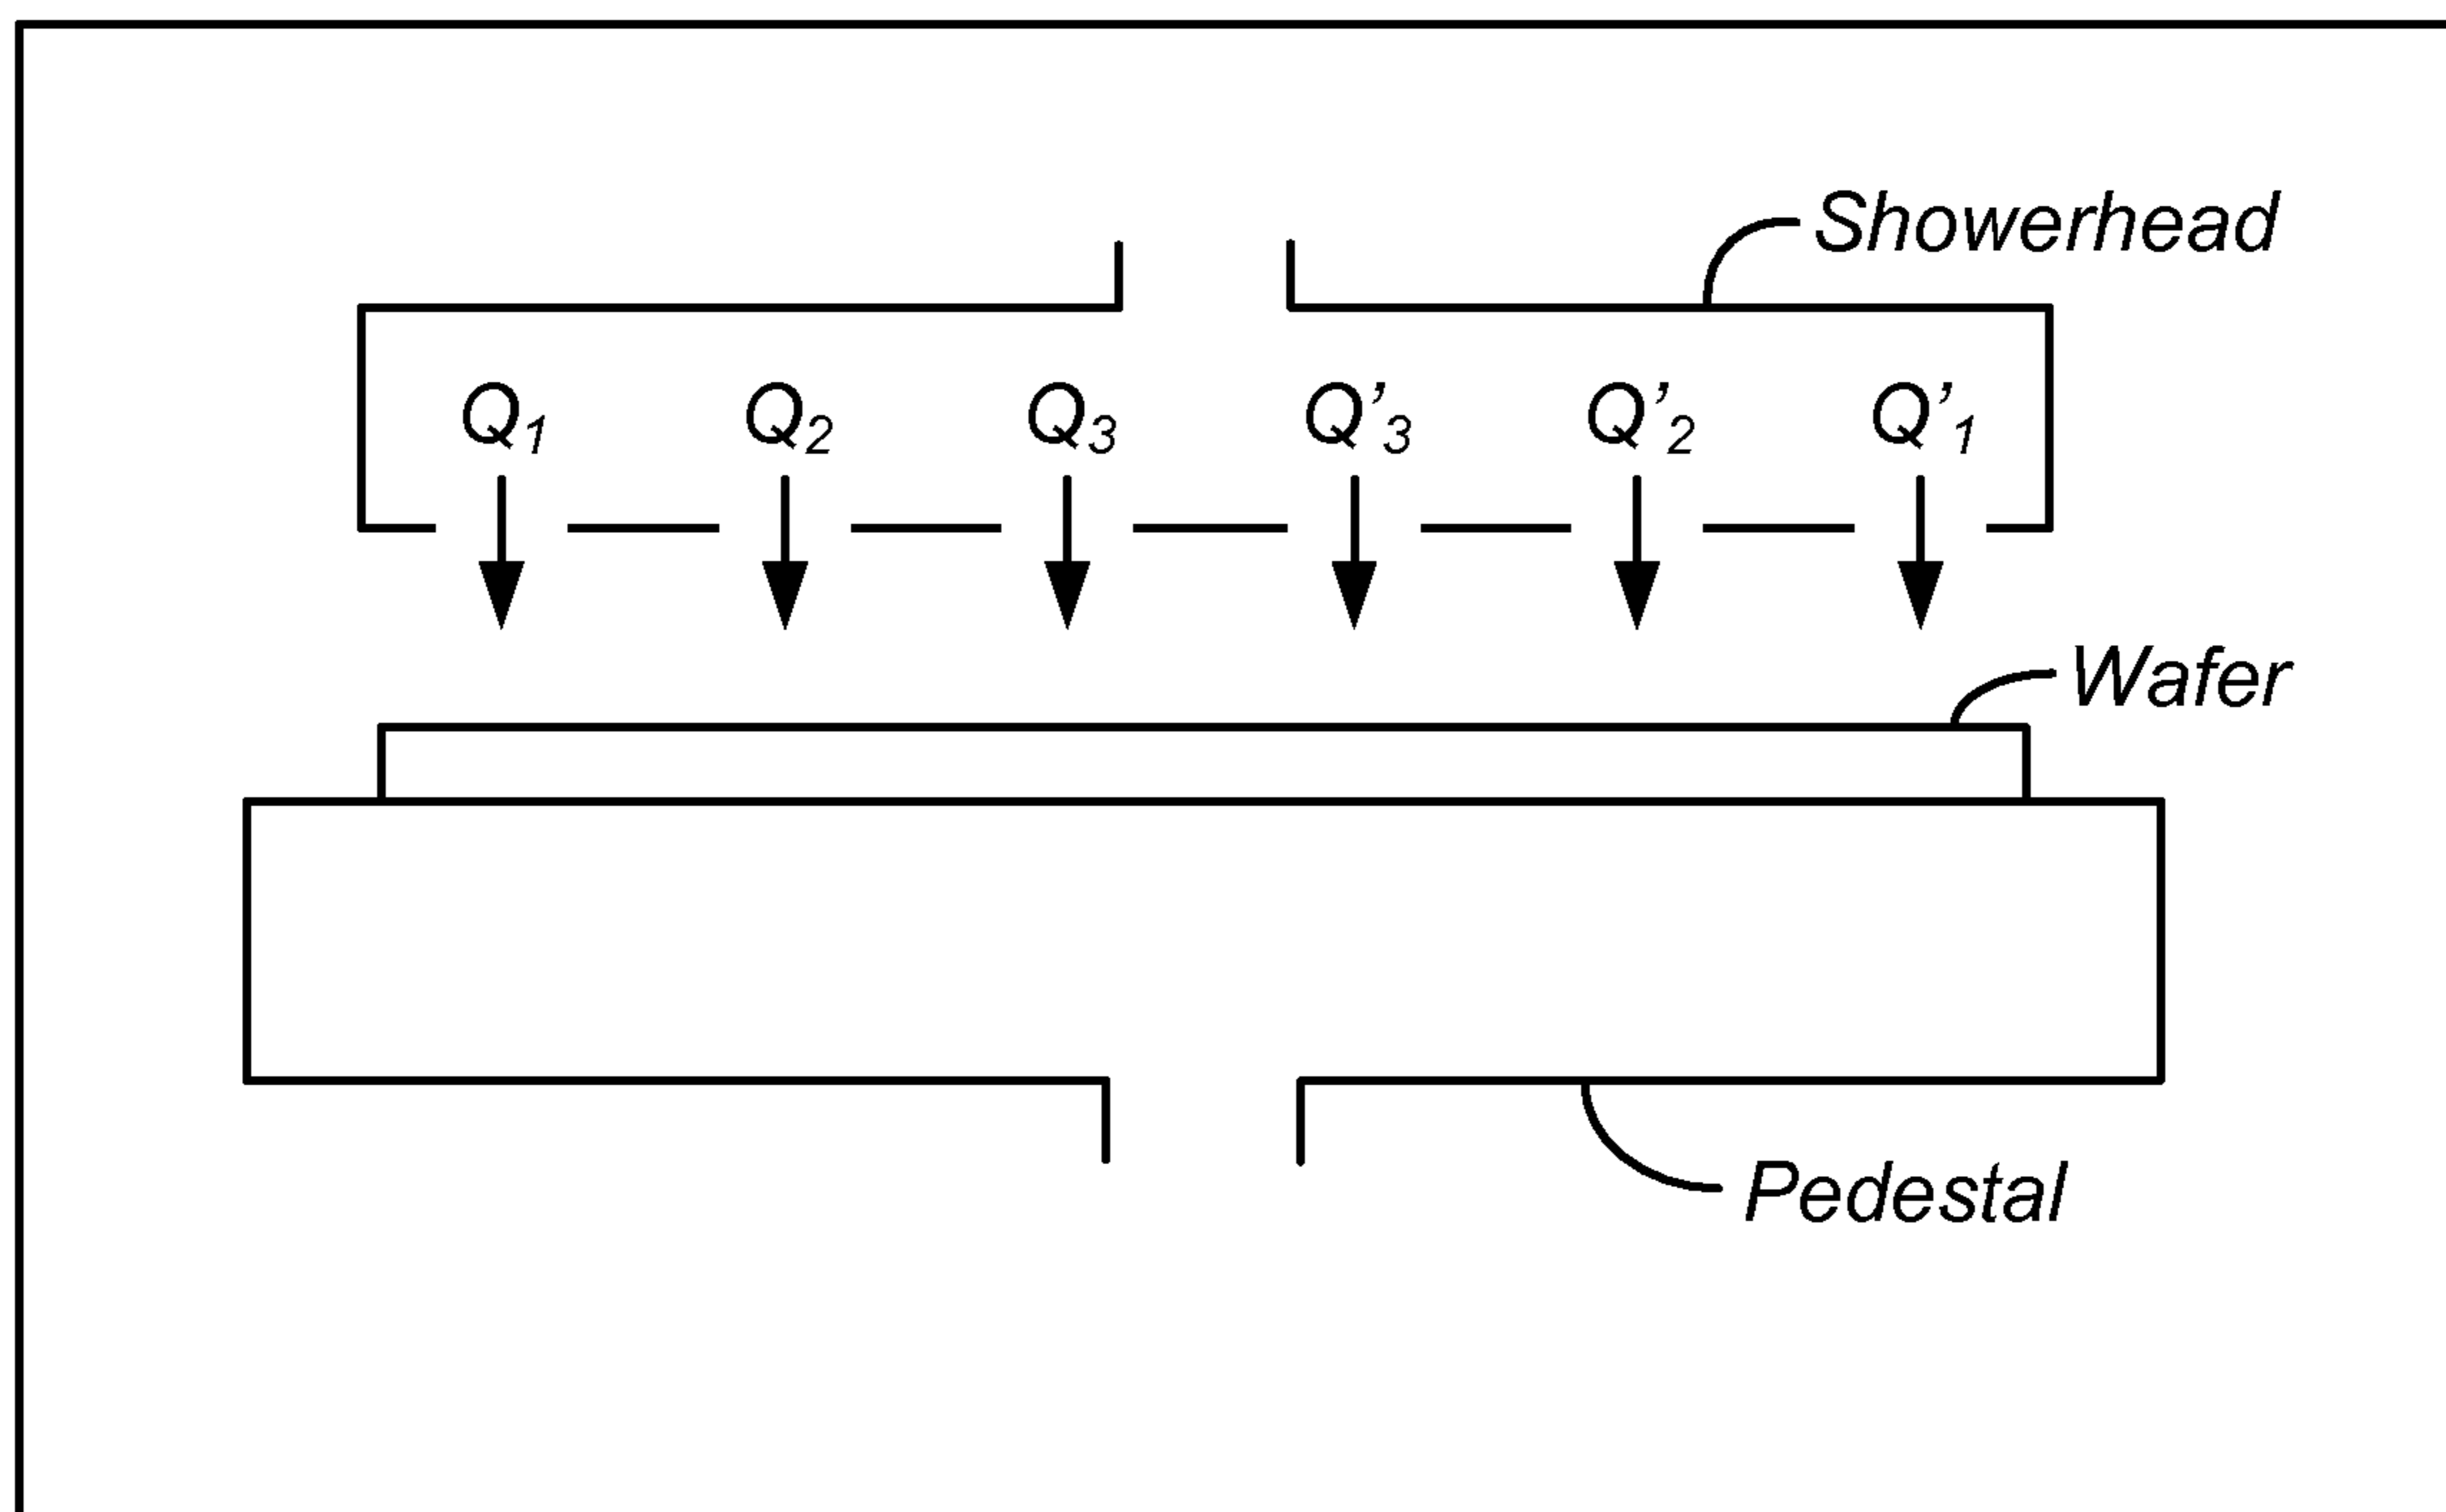 Showerhead
Q1 Q2 Q3 Q’3 Q’2 Q’1
Wafer
Pedestal